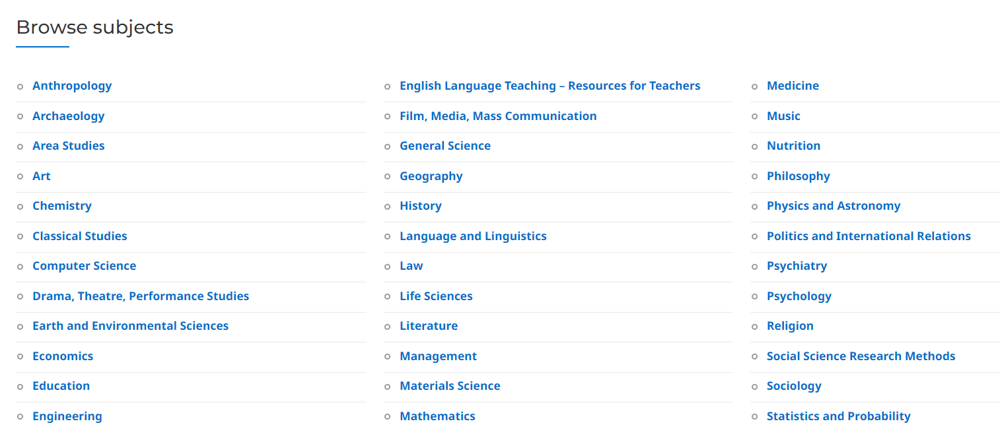 Browse subjects
Anthropology
Archaeology
Area Studies
Art
Chemistry
Classical Studies
Computer Science
Drama, Theatre, Performance Studies
Earth and Environmental Sciences
Economics
Education
Engineering
English Language Teaching – Resources for Teachers
Film, Media, Mass Communication
General Science
Geography
History
Language and Linguistics
Law
Life Sciences
Literature
Management
Materials Science
Mathematics
Medicine
Music
Nutrition
Philosophy
Physics and Astronomy
Politics and International Relations
Psychiatry
Psychology
Religion
Social Science Research Methods
Sociology
Statistics and Probability